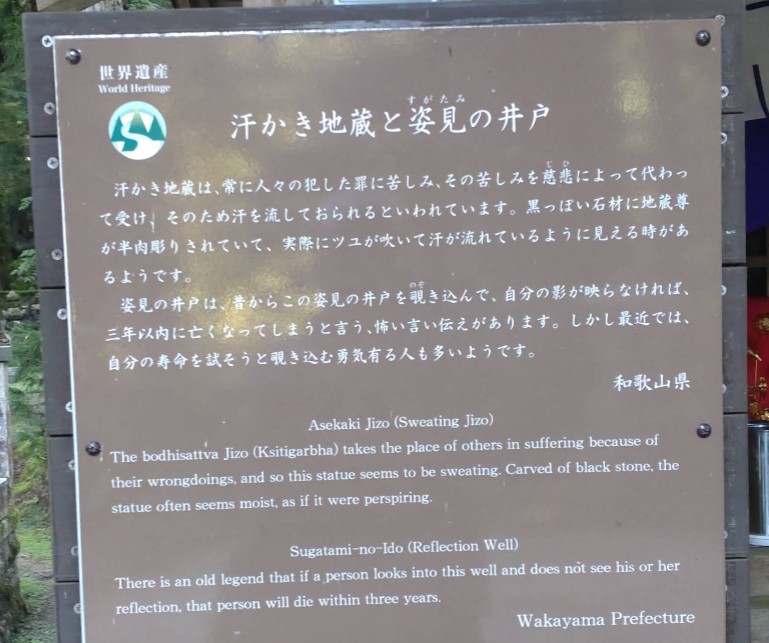 世界遺産
World Heritage
すがたみ
汗かき地蔵と姿見の井戸
じひ
汗かき地蔵は、常に人々の犯した罪に苦しみ、その苦しみを慈悲によって代わっ
て受け、そのため汗を流しておられるといわれています。黒っぽい石材に地蔵尊
が半肉彫りされていて、実際にツユが吹いて汗が流れているように見える時があ
るようです。
のぞ
姿見の井戸は、昔からこの姿見の井戸を覗き込んで、自分の影が映らなければ、
三年以内に亡くなってしまうと言う、怖い言い伝えがあります。しかし最近では、
自分の寿命を試そうと覗き込む勇気有る人も多いようです。
和歌山県
Asekaki Jizo (Sweating Jizo)
The bodhisattva Jizo (Ksitigarbha) takes the place of others in suffering because of
their wrongdoings, and so this statue seems to be sweating. Carved of black stone, the
statue often seems moist, as if it were perspiring.
Sugatami-no-Ido (Reflection Well)
There is an old legend that if a person looks into this well and does not see his or her
reflection, that person will die within three years.
Wakayama Prefecture